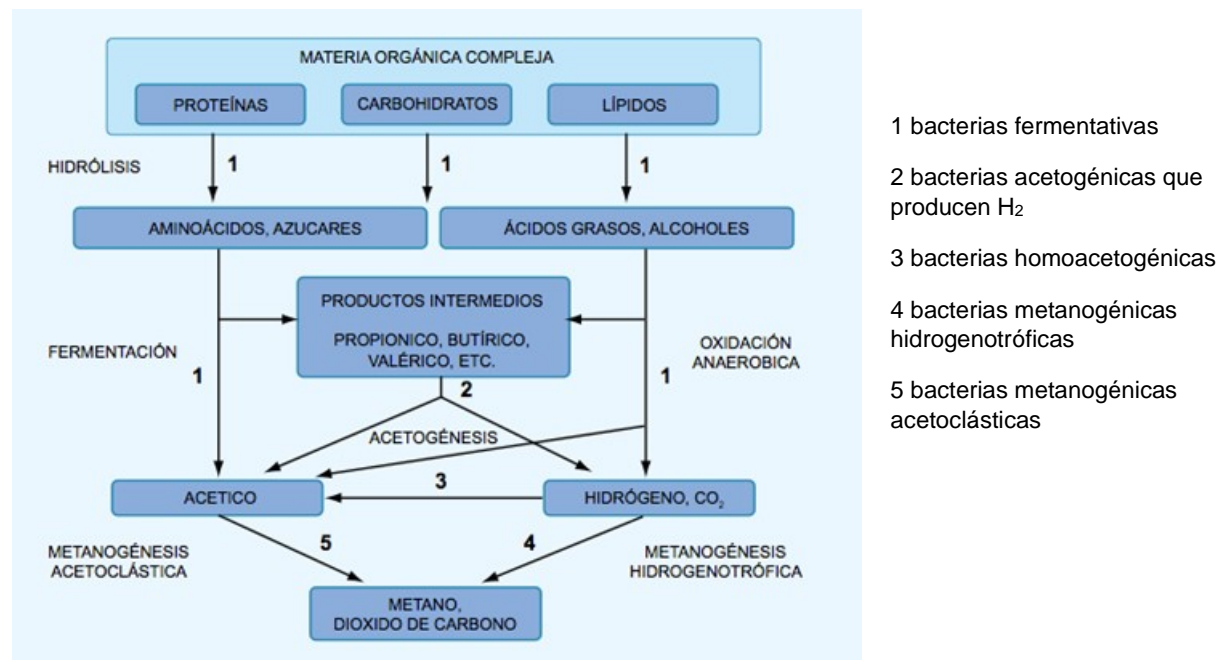 MATERIA ORGÁNICA COMPLEJA
PROTEÍNAS
CARBOHIDRATOS
LÍPIDOS
HIDRÓLISIS
1
1
1
AMINOÁCIDOS, AZUCARES
ÁCIDOS GRASOS, ALCOHOLES
PRODUCTOS INTERMEDIOS
PROPIONICO, BUTÍRICO,
VALÉRICO, ETC.
FERMENTACIÓN
OXIDACIÓN
ANAEROBICA
1
2
1
ACETOGÉNESIS
ACETICO
3
HIDRÓGENO, CO₂
METANOGÉNESIS
ACETOCLÁSTICA
5
4
METANOGÉNESIS
HIDROGENOTRÓFICA
METANO,
DIOXIDO DE CARBONO
1 bacterias fermentativas
2 bacterias acetogénicas que
producen H₂
3 bacterias homoacetogénicas
4 bacterias metanogénicas
hidrogenotróficas
5 bacterias metanogénicas
acetoclásticas